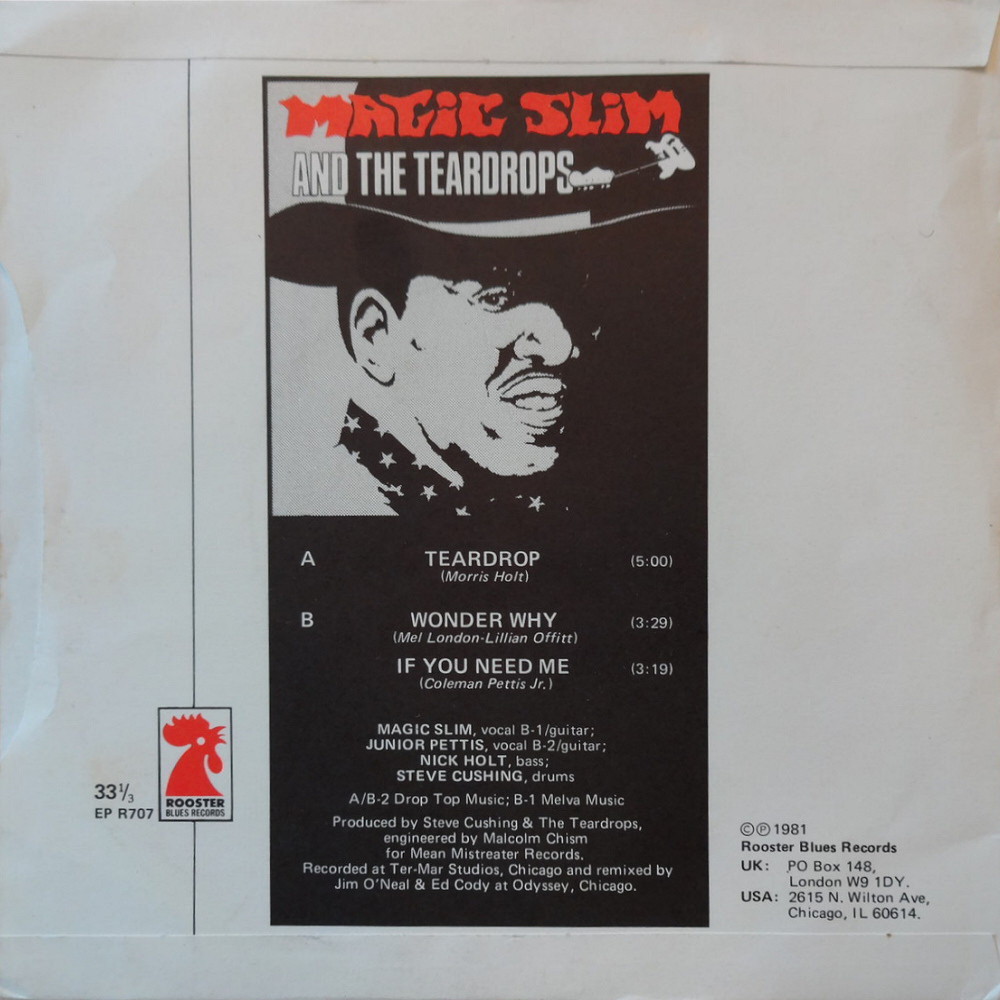 MAGIC SLIM
AND THE TEARDROPS
A TEARDROP (5:00)
(Morris Holt)
B WONDER WHY (3:29)
(Mel London-Lillian Offitt)
IF YOU NEED ME (3:19)
(Coleman Pettis Jr.)
MAGIC SLIM, vocal B-1/guitar;
JUNIOR PETTIS, vocal B-2/guitar;
NICK HOLT, bass;
STEVE CUSHING, drums
A/B-2 Drop Top Music; B-1 Melva Music
Produced by Steve Cushing & The Teardrops,
engineered by Malcolm Chism
for Mean Mistreater Records.
Recorded at Ter-Mar Studios, Chicago and remixed by
Jim O'Neal & Ed Cody at Odyssey, Chicago.
33⅓
EP R707
ROOSTER
BLUES RECORDS
©℗ 1981
Rooster Blues Records
UK: PO Box 148,
London W9 1DY.
USA: 2615 N. Wilton Ave,
Chicago, IL 60614.